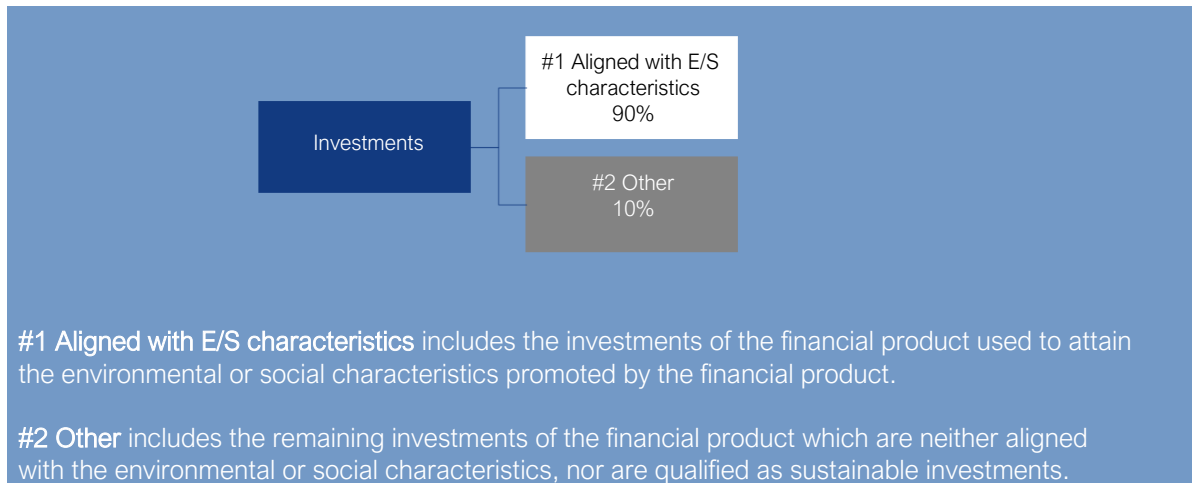 #1 Aligned with E/S
characteristics
90%
Investments
#2 Other
10%
#1 Aligned with E/S characteristics includes the investments of the financial product used to attain
the environmental or social characteristics promoted by the financial product.
#2 Other includes the remaining investments of the financial product which are neither aligned
with the environmental or social characteristics, nor are qualified as sustainable investments.